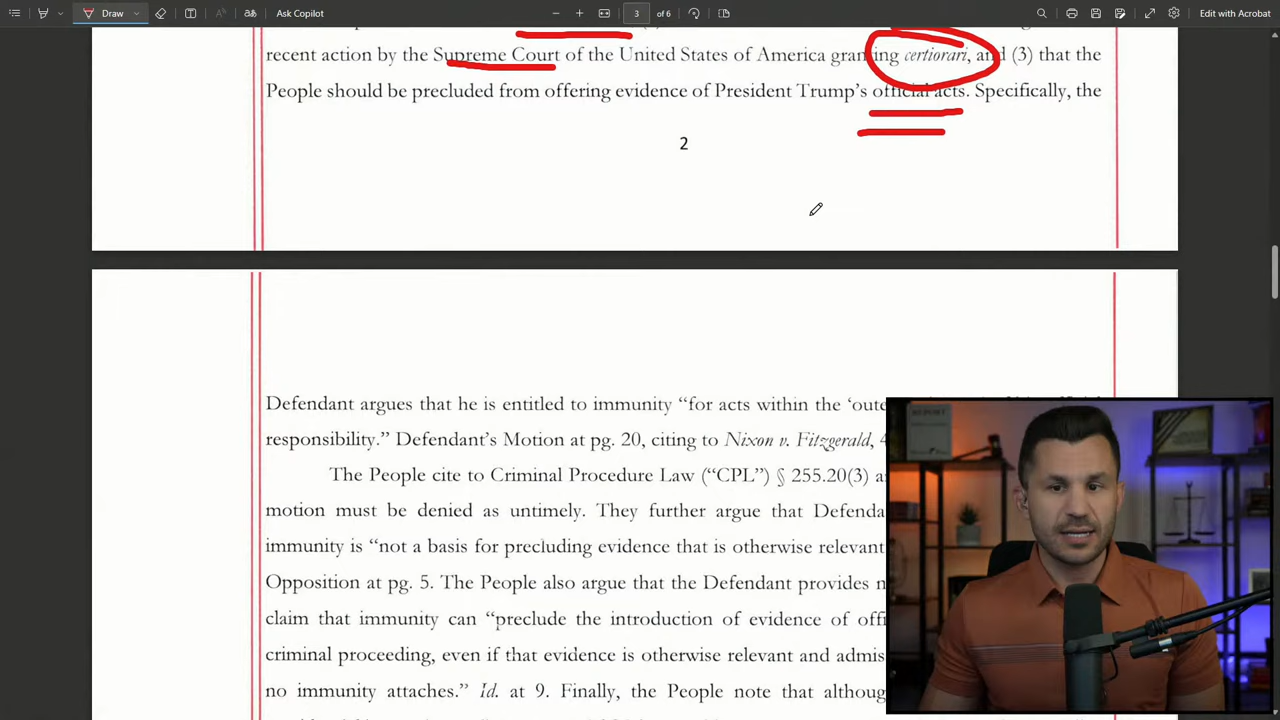 Draw
Ask Copilot
3 of 6
Edit with Acrobat
recent action by the Supreme Court of the United States of America granting certiorari, and (3) that the
People should be precluded from offering evidence of President Trump's official acts. Specifically, the
2
Defendant argues that he is entitled to immunity “for acts within the ‘oute
responsibility.” Defendant's Motion at pg. 20, citing to Nixon v. Fitzgerald, 4
The People cite to Criminal Procedure Law (“CPL”) § 255.20(3) a
motion must be denied as untimely. They further argue that Defenda
immunity is “not a basis for precluding evidence that is otherwise relevant
Opposition at pg. 5. The People also argue that the Defendant provides n
claim that immunity can “preclude the introduction of evidence of offi
criminal proceeding, even if that evidence is otherwise relevant and admis
no immunity attaches.” Id. at 9. Finally, the People note that althoug
REPORT